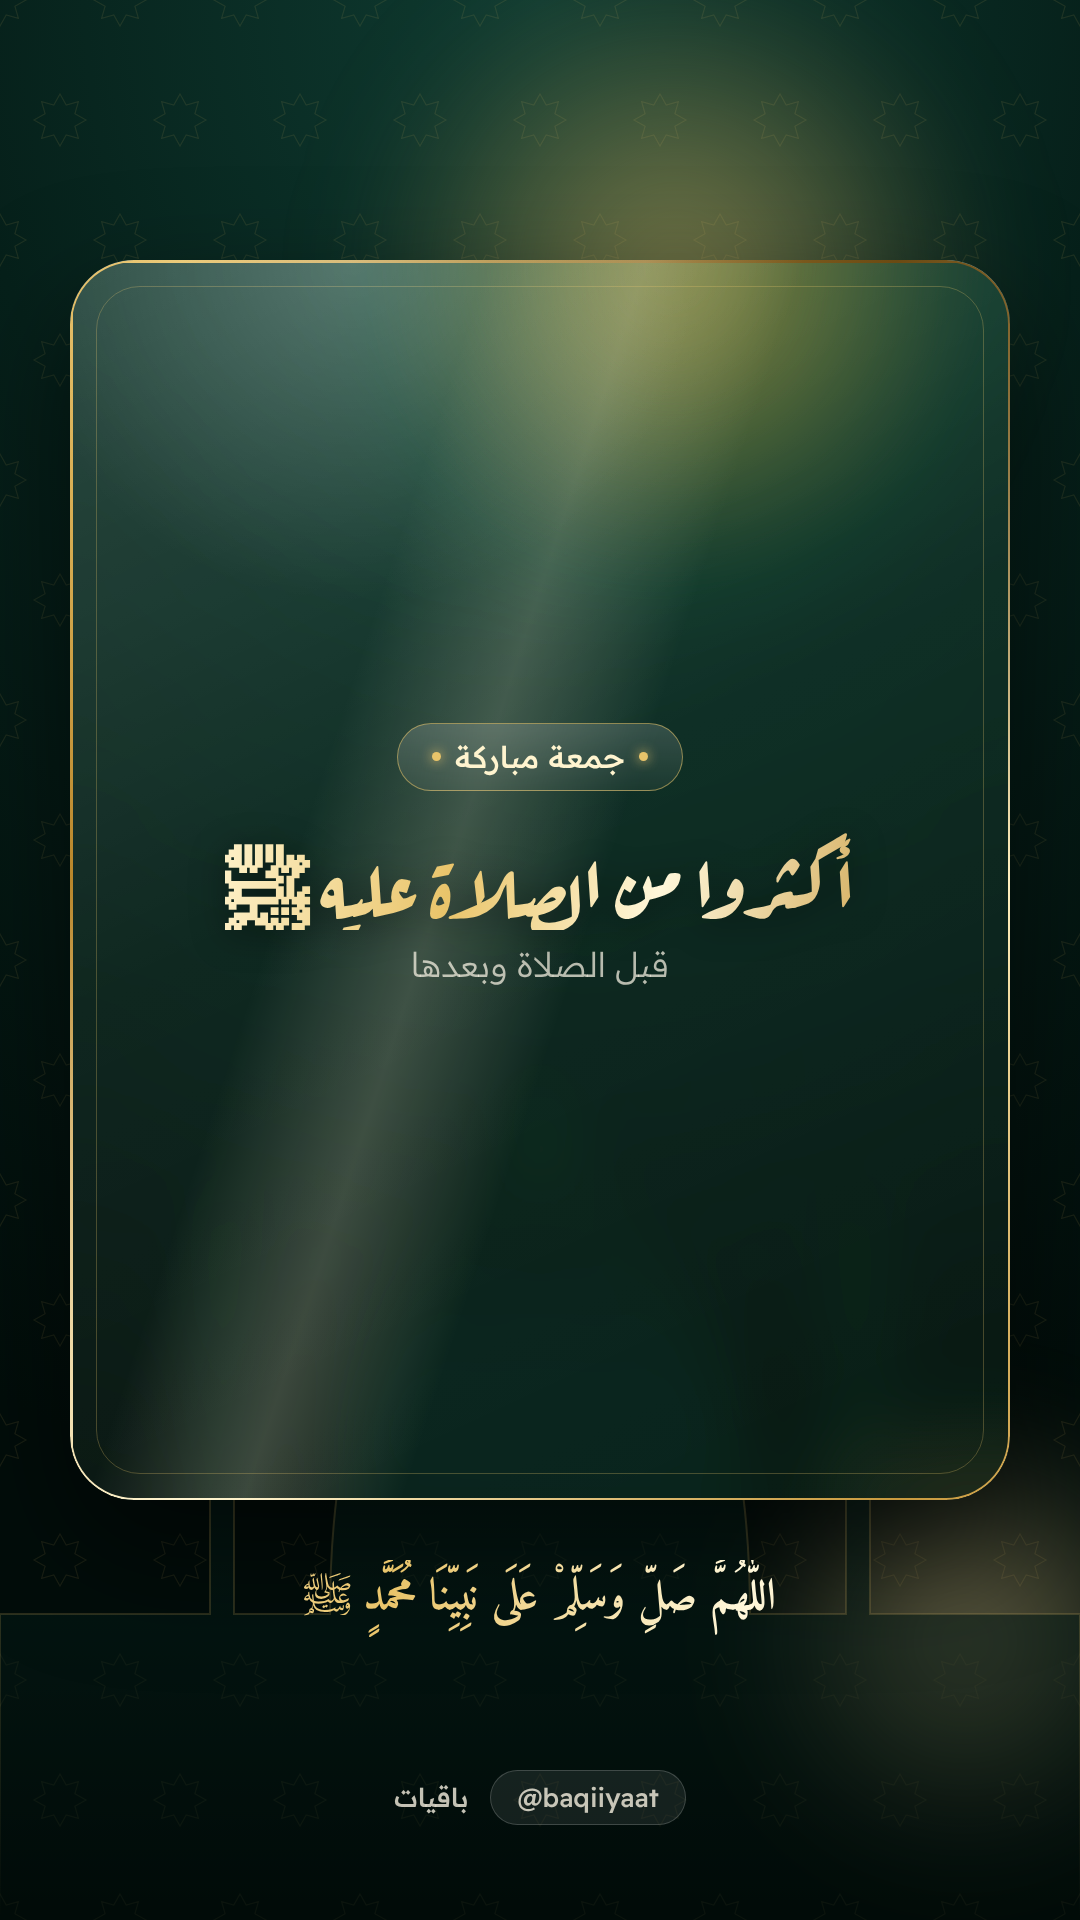 جمعة مباركة
أكثروا من الصلاة عليه ﷺ
قبل الصلاة وبعدها
اللَّهُمَّ صَلِّ وَسَلِّمْ عَلَى نَبِيِّنَا مُحَمَّدٍ ﷺ
باقيات @baqiiyaat